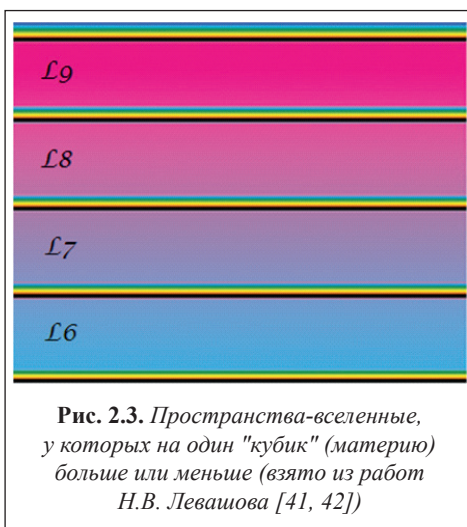 ℒ9
ℒ8
ℒ7
ℒ6
Рис. 2.3. Пространства-вселенные,
у которых на один "кубик" (материю)
больше или меньше (взято из работ
Н.В. Левашова [41, 42])